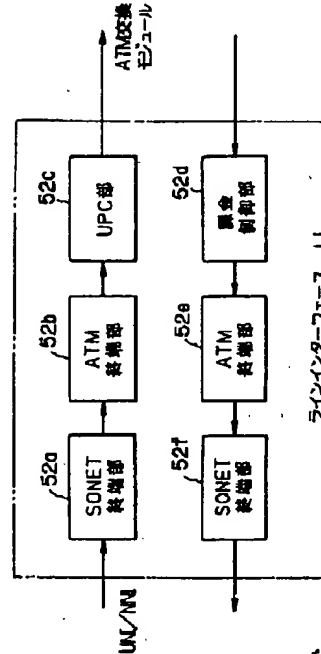 UNI/NNI
52a
SONET
終端部
52b
ATM
終端部
52c
UPC部
ATM交換
モジュール
52f
SONET
終端部
52e
ATM
終端部
52d
課金
制御部
ラインインターフェース